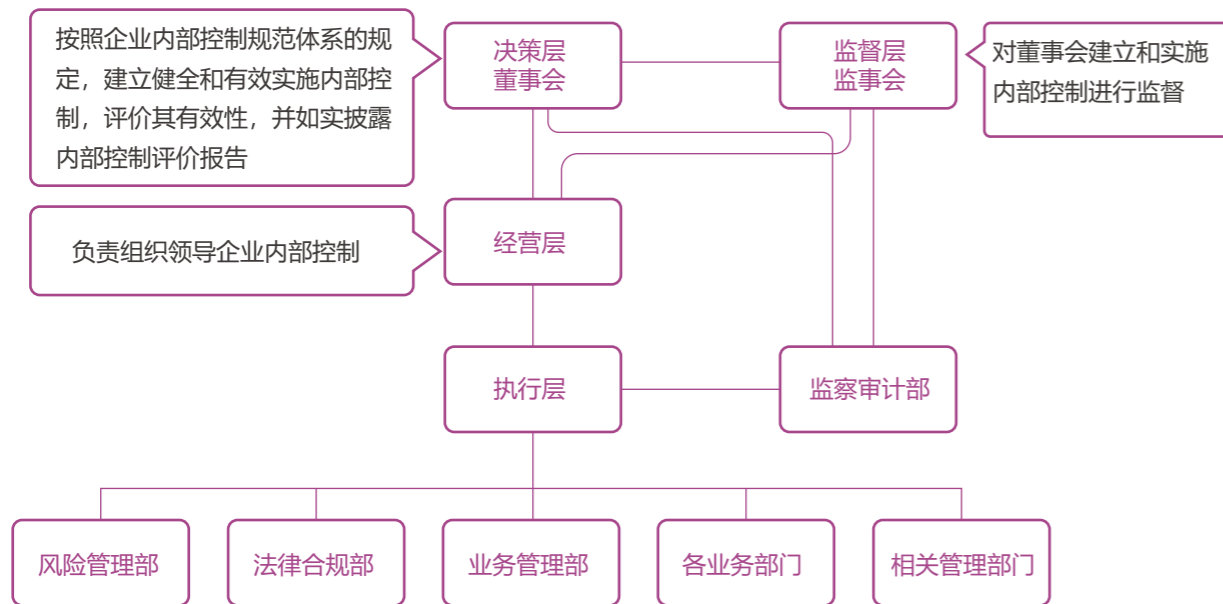 按照企业内部控制规范体系的规
定，建立健全和有效实施内部控
制，评价其有效性，并如实披露
内部控制评价报告
决策层
董事会
监督层
监事会
对董事会建立和实施
内部控制进行监督
负责组织领导企业内部控制
经营层
执行层
监察审计部
风险管理部
法律合规部
业务管理部
各业务部门
相关管理部门